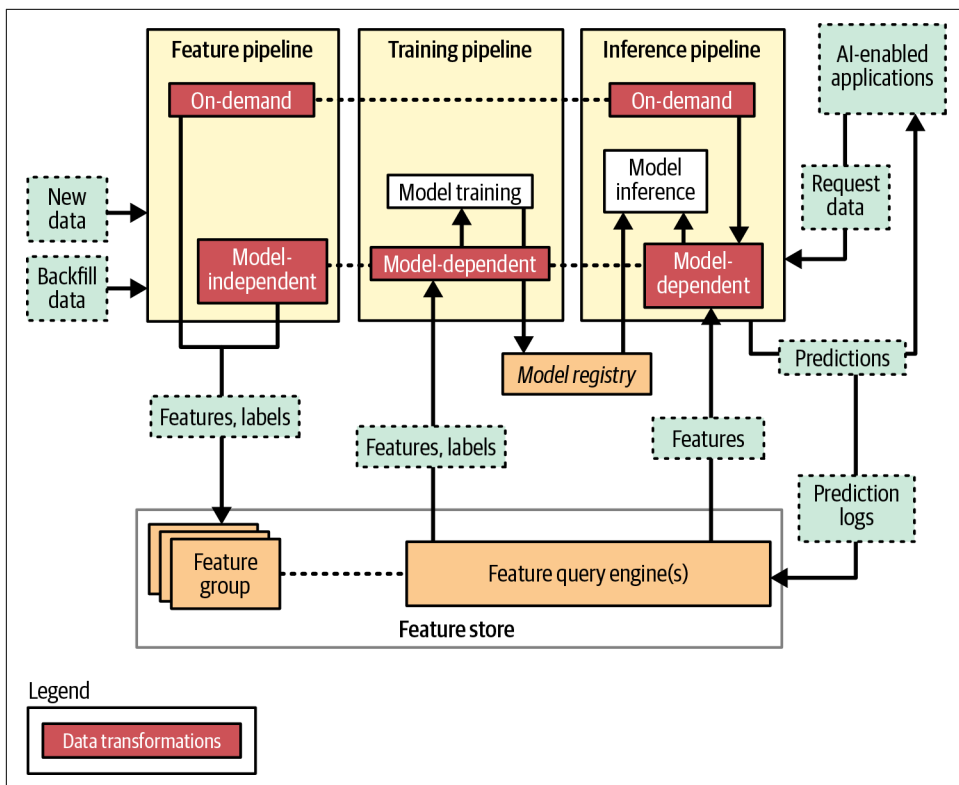 Feature pipeline
Training pipeline
Inference pipeline
AI-enabled
applications
On-demand
On-demand
New
data
Backfill
data
Model training
Model
inference
Request
data
Model-
independent
Model-dependent
Model-
dependent
Model registry
Predictions
Features, labels
Features, labels
Features
Prediction
logs
Feature
group
Feature query engine(s)
Feature store
Legend
Data transformations